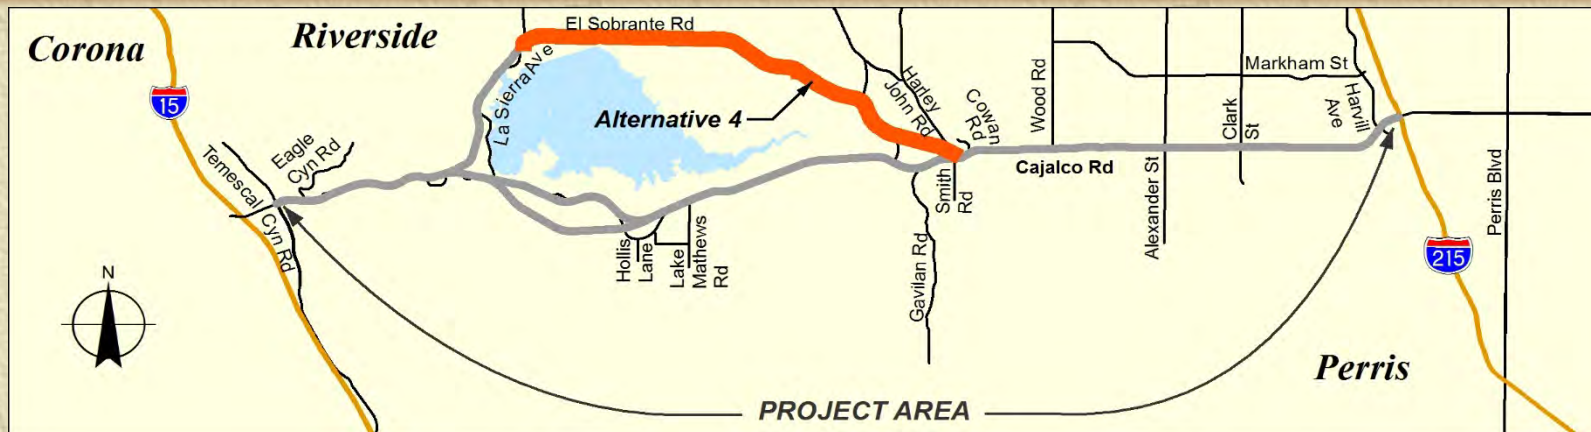 Corona
Riverside
El Sobrante Rd
15
La Sierra Ave
Alternative 4
Harley
John Rd
Cowan
Rd
Wood Rd
Markham St
Clark
St
Harvill
Ave
Eagle
Cyn Rd
Temescal
Cyn Rd
Cajalco Rd
Smith
Rd
Alexander St
Perris Blvd
215
Hollis
Lane
Lake
Mathews
Rd
Gavilan Rd
N
Perris
PROJECT AREA